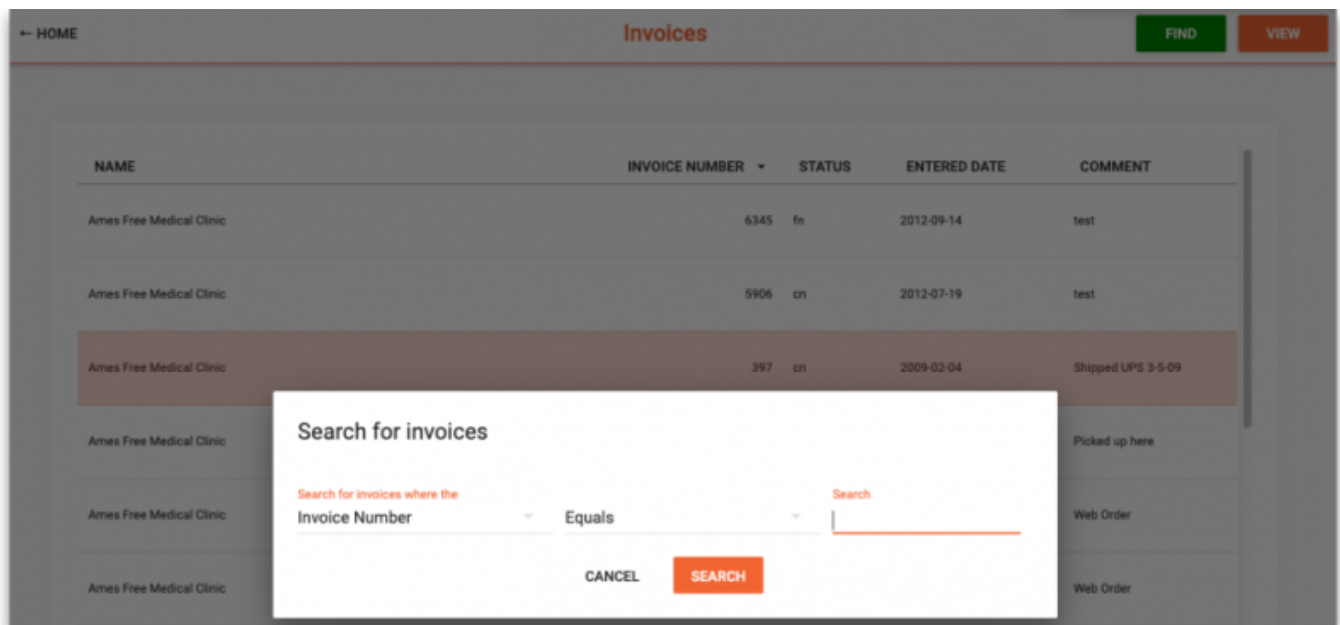 ← HOME Invoices FIND VIEW
NAME INVOICE NUMBER STATUS ENTERED DATE COMMENT
Ames Free Medical Clinic 6345 fn 2012-09-14 test
Ames Free Medical Clinic 5906 cn 2012-07-19 test
Ames Free Medical Clinic 397 cn 2009-02-04 Shipped UPS 3-5-09
Ames Free Medical Clinic Picked up here
Ames Free Medical Clinic Web Order
Ames Free Medical Clinic Web Order
Search for invoices
Search for invoices where the Search
Invoice Number Equals
CANCEL SEARCH